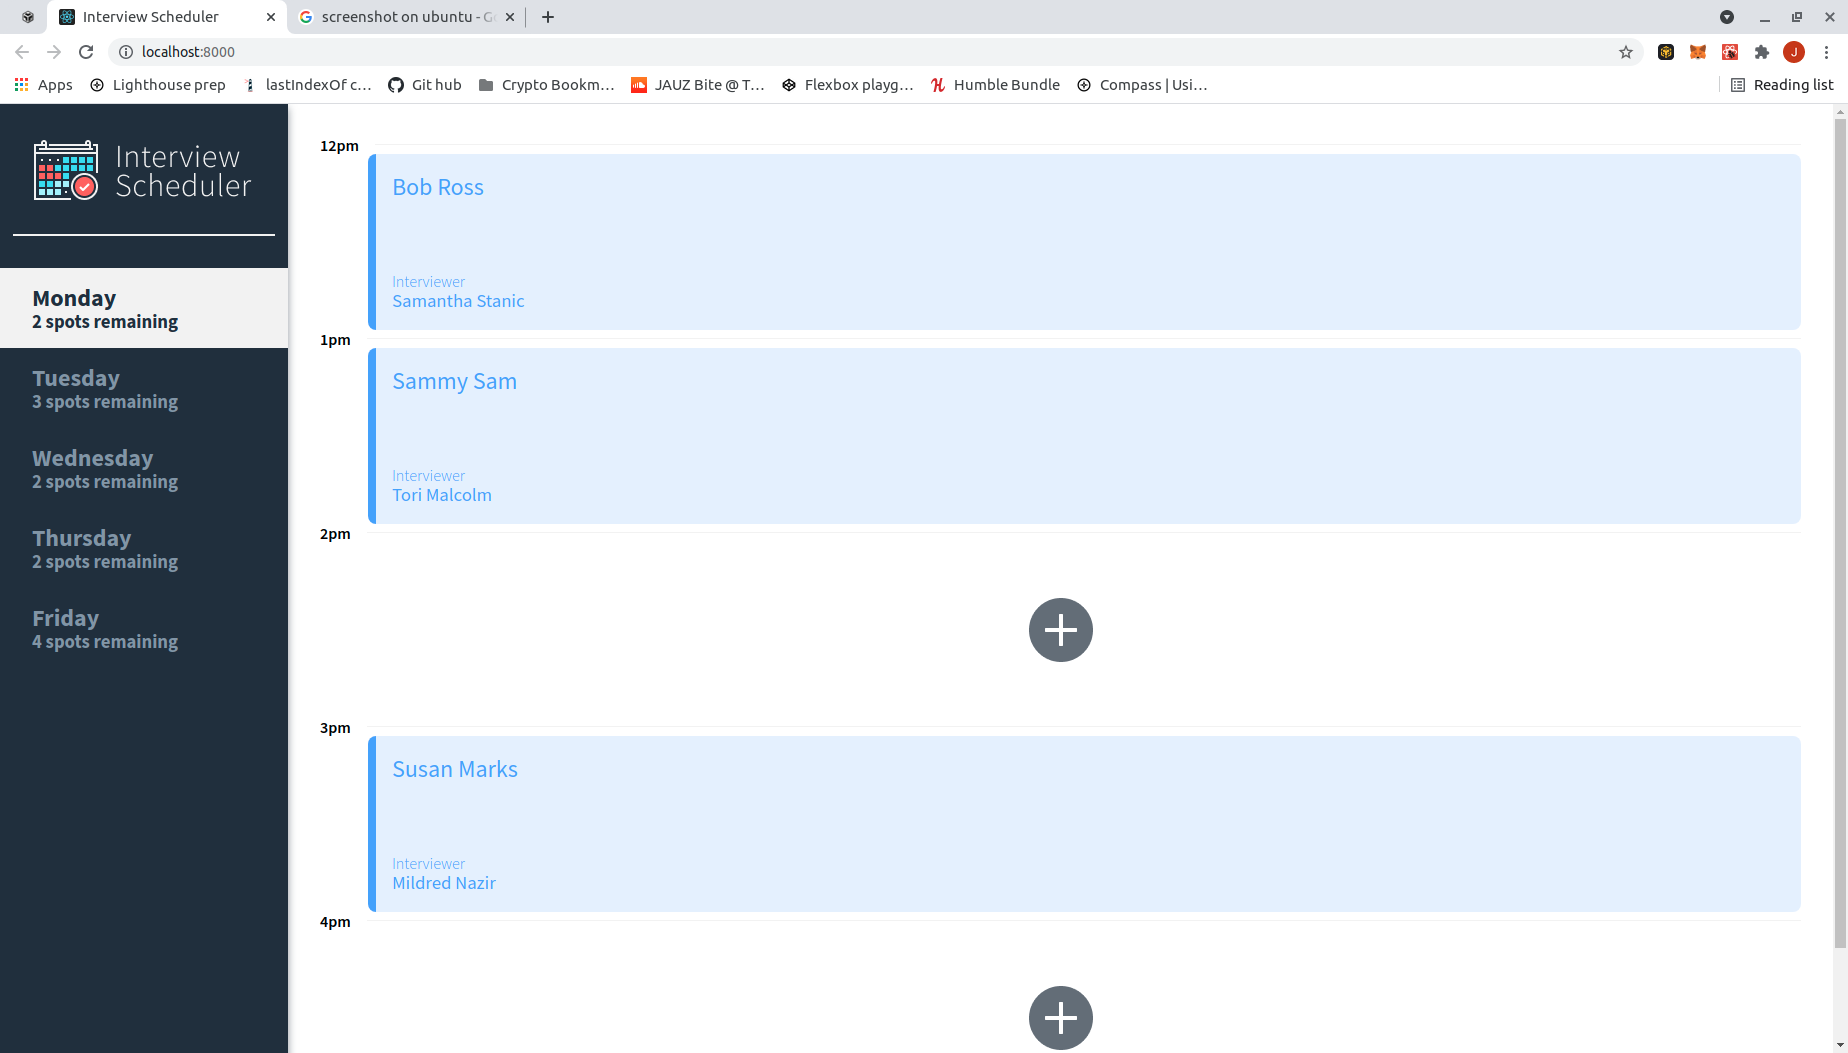 Interview Scheduler
screenshot on ubuntu - G
localhost:8000
J
Apps
Lighthouse prep
lastIndexOf c...
Git hub
Crypto Bookm...
JAUZ Bite @ T...
Flexbox playg...
Humble Bundle
Compass | Usi...
Reading list
Interview
Scheduler
Monday
2 spots remaining
Tuesday
3 spots remaining
Wednesday
2 spots remaining
Thursday
2 spots remaining
Friday
4 spots remaining
12pm
Bob Ross
Interviewer
Samantha Stanic
1pm
Sammy Sam
Interviewer
Tori Malcolm
2pm
3pm
Susan Marks
Interviewer
Mildred Nazir
4pm